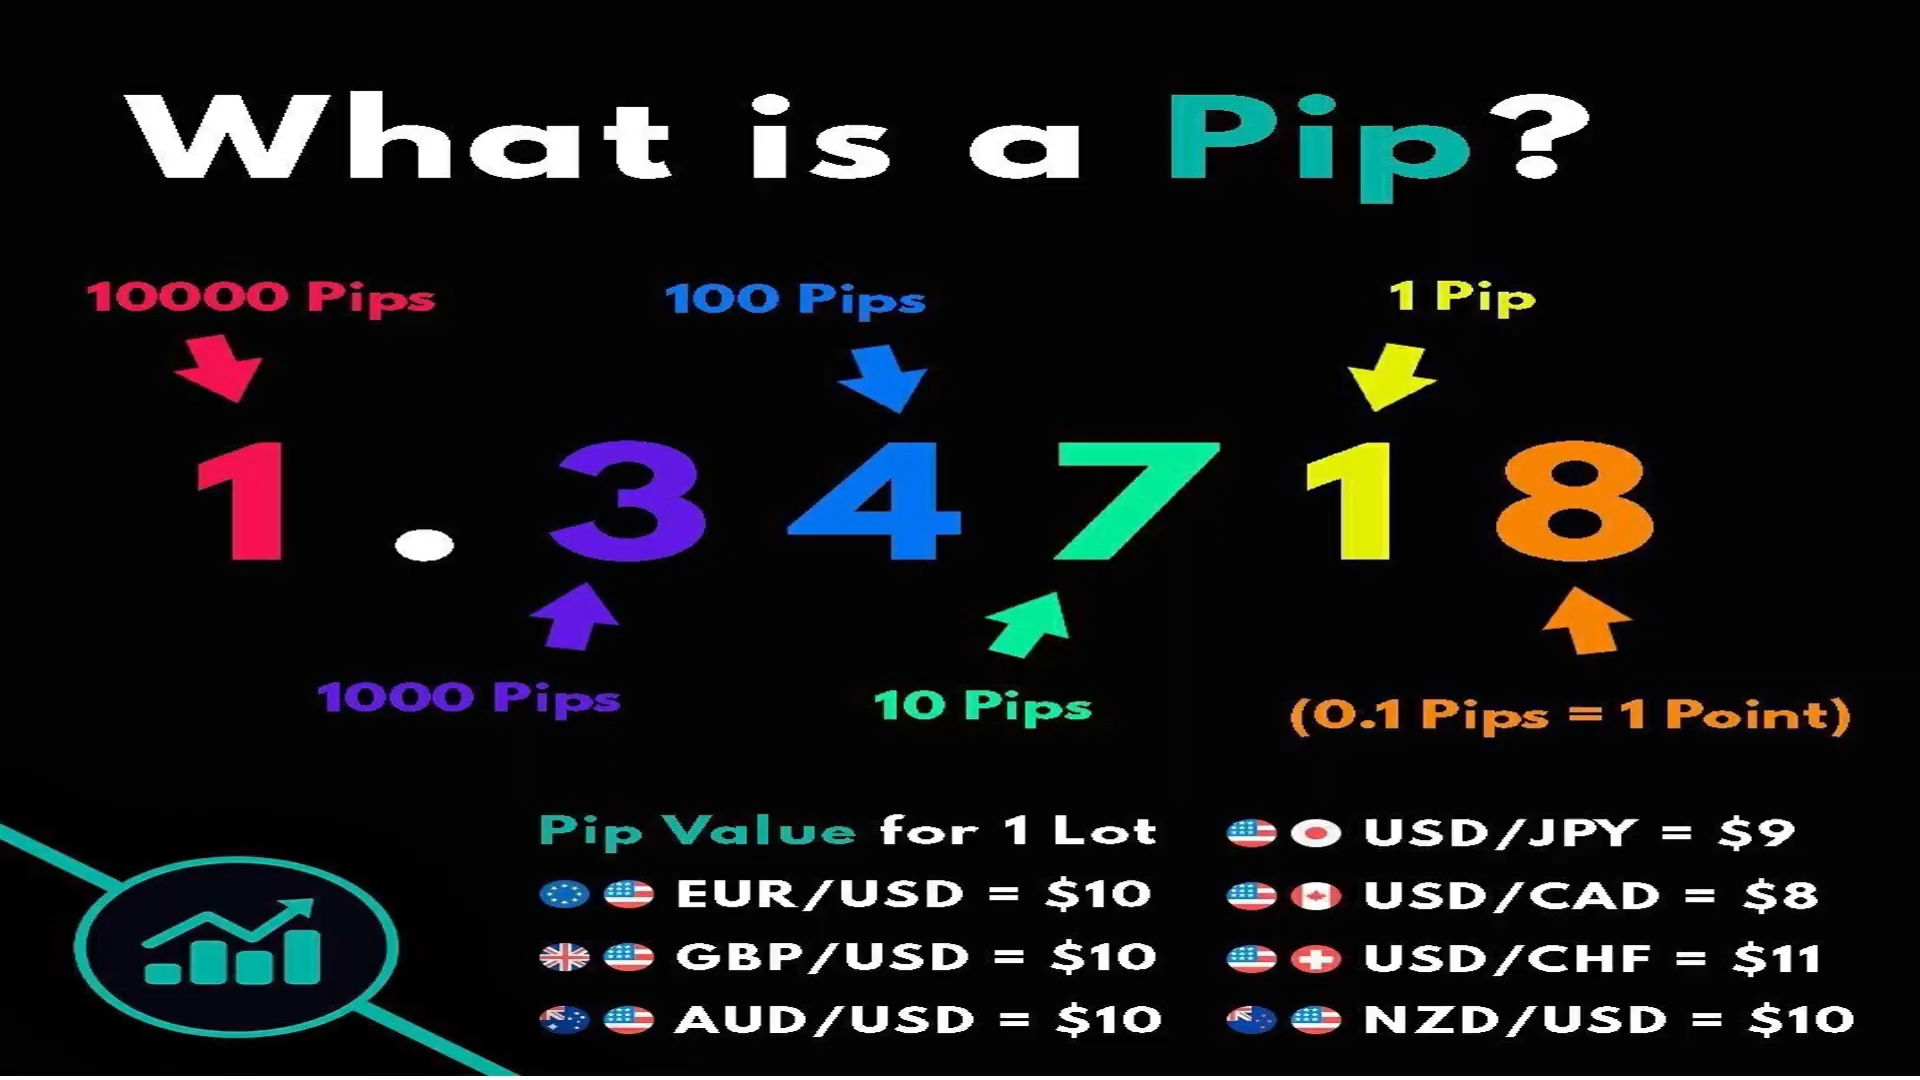 What is a Pip?
10000 Pips 100 Pips 1 Pip
1.34718
1000 Pips 10 Pips (0.1 Pips = 1 Point)
Pip Value for 1 Lot
EUR/USD = $10
GBP/USD = $10
AUD/USD = $10
USD/JPY = $9
USD/CAD = $8
USD/CHF = $11
NZD/USD = $10